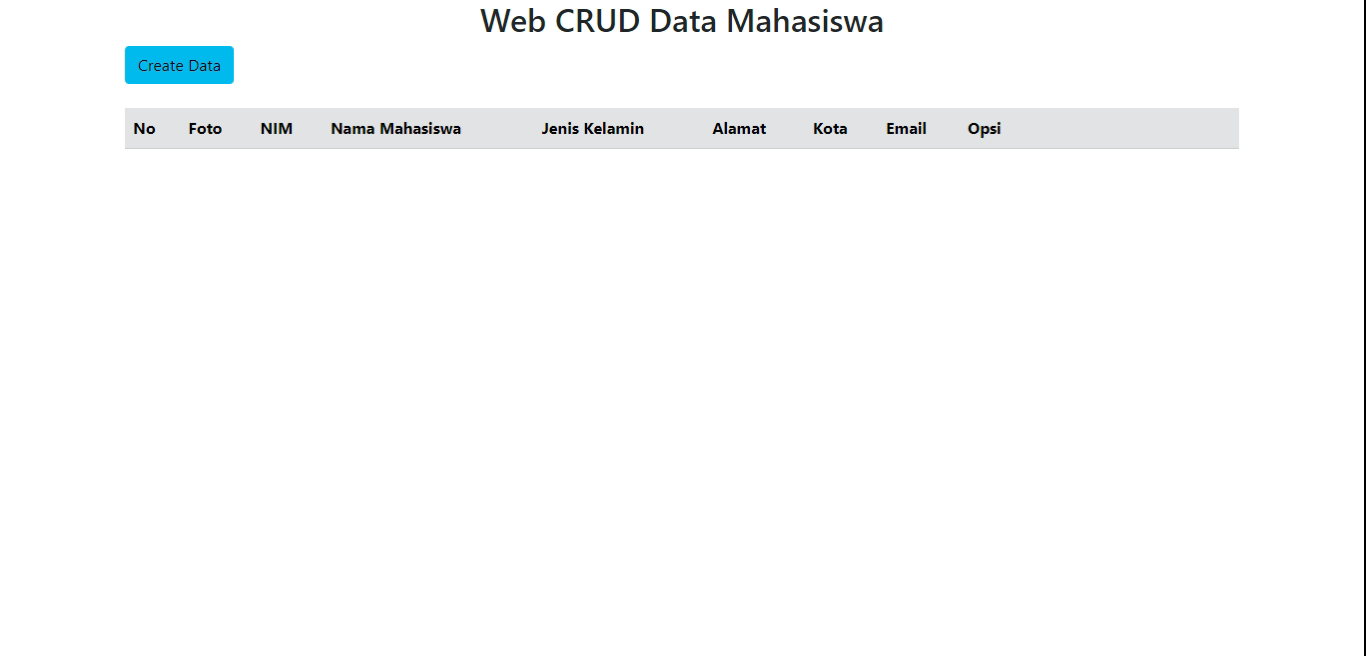 Web CRUD Data Mahasiswa
Create Data
No Foto NIM Nama Mahasiswa Jenis Kelamin Alamat Kota Email Opsi